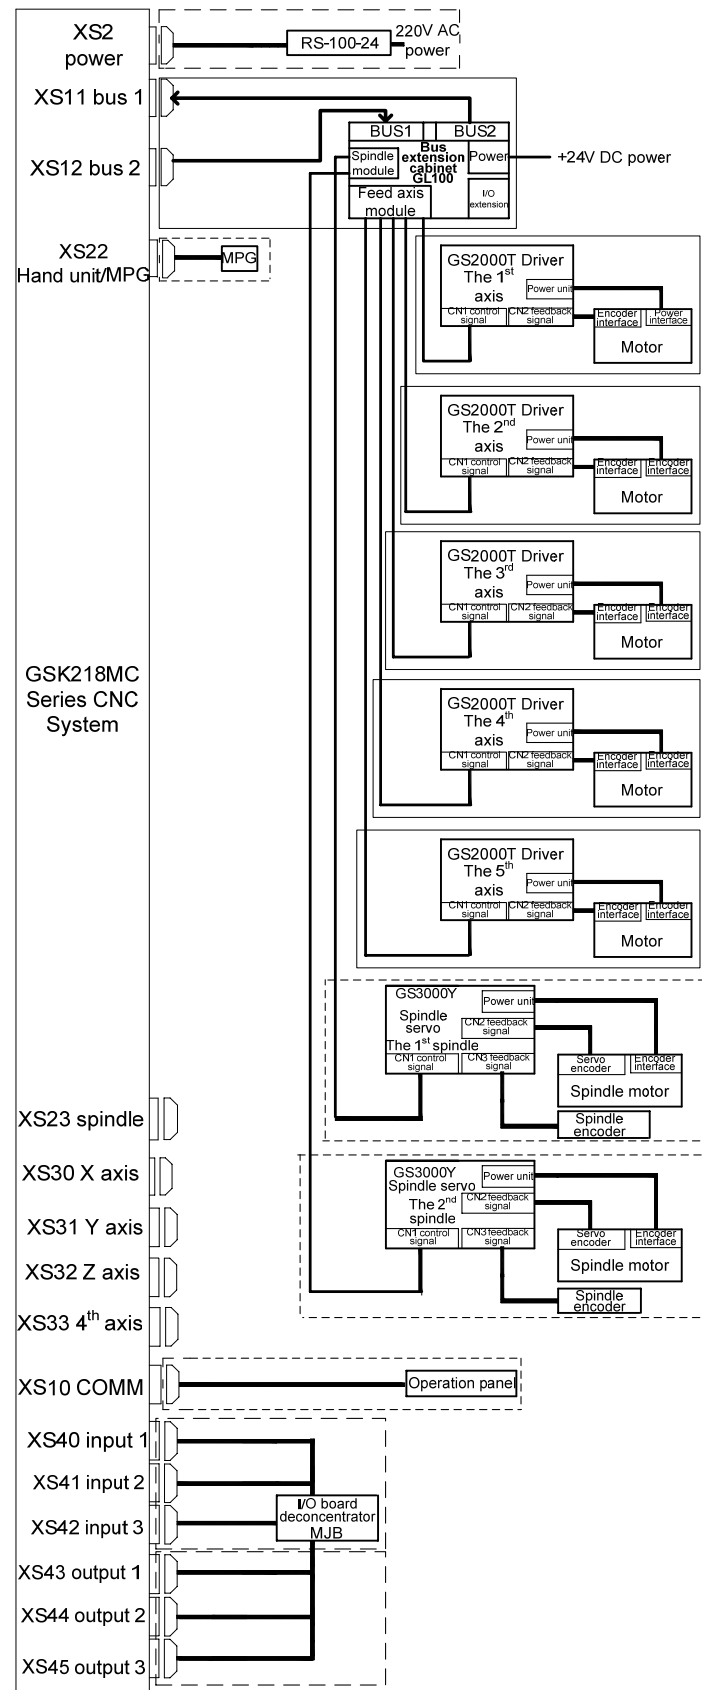 XS2
power
RS-100-24
220V AC
power
XS11 bus 1
XS12 bus 2
BUS1
BUS2
Bus
extension
cabinet
GL100
Spindle
module
Power
+24V DC power
Feed axis
module
I/O
extension
XS22
Hand unit/MPG
MPG
GS2000T Driver
The 1st
axis
Power unit
CN1 control
signal
CN2 feedback
signal
Encoder
interface
Power
interface
Motor
GS2000T Driver
The 2nd
axis
Power unit
CN1 control
signal
CN2 feedback
signal
Encoder
interface
Encoder
interface
Motor
GS2000T Driver
The 3rd
axis
Power unit
CN1 control
signal
CN2 feedback
signal
Encoder
interface
Encoder
interface
Motor
GSK218MC
Series CNC
System
GS2000T Driver
The 4th
axis
Power unit
CN1 control
signal
CN2 feedback
signal
Encoder
interface
Encoder
interface
Motor
GS2000T Driver
The 5th
axis
Power unit
CN1 control
signal
CN2 feedback
signal
Encoder
interface
Encoder
interface
Motor
GS3000Y
Spindle
servo
The 1st spindle
Power unit
CN2 feedback
signal
CN1 control
signal
CN3 feedback
signal
Servo
encoder
Encoder
interface
Spindle motor
Spindle
encoder
XS23 spindle
XS30 X axis
XS31 Y axis
XS32 Z axis
XS33 4th axis
GS3000Y
Spindle servo
The 2nd
spindle
Power unit
CN2 feedback
signal
CN1 control
signal
CN3 feedback
signal
Servo
encoder
Encoder
interface
Spindle motor
Spindle
encoder
XS10 COMM
Operation panel
XS40 input 1
XS41 input 2
XS42 input 3
I/O board
deconcentrator
MJB
XS43 output 1
XS44 output 2
XS45 output 3